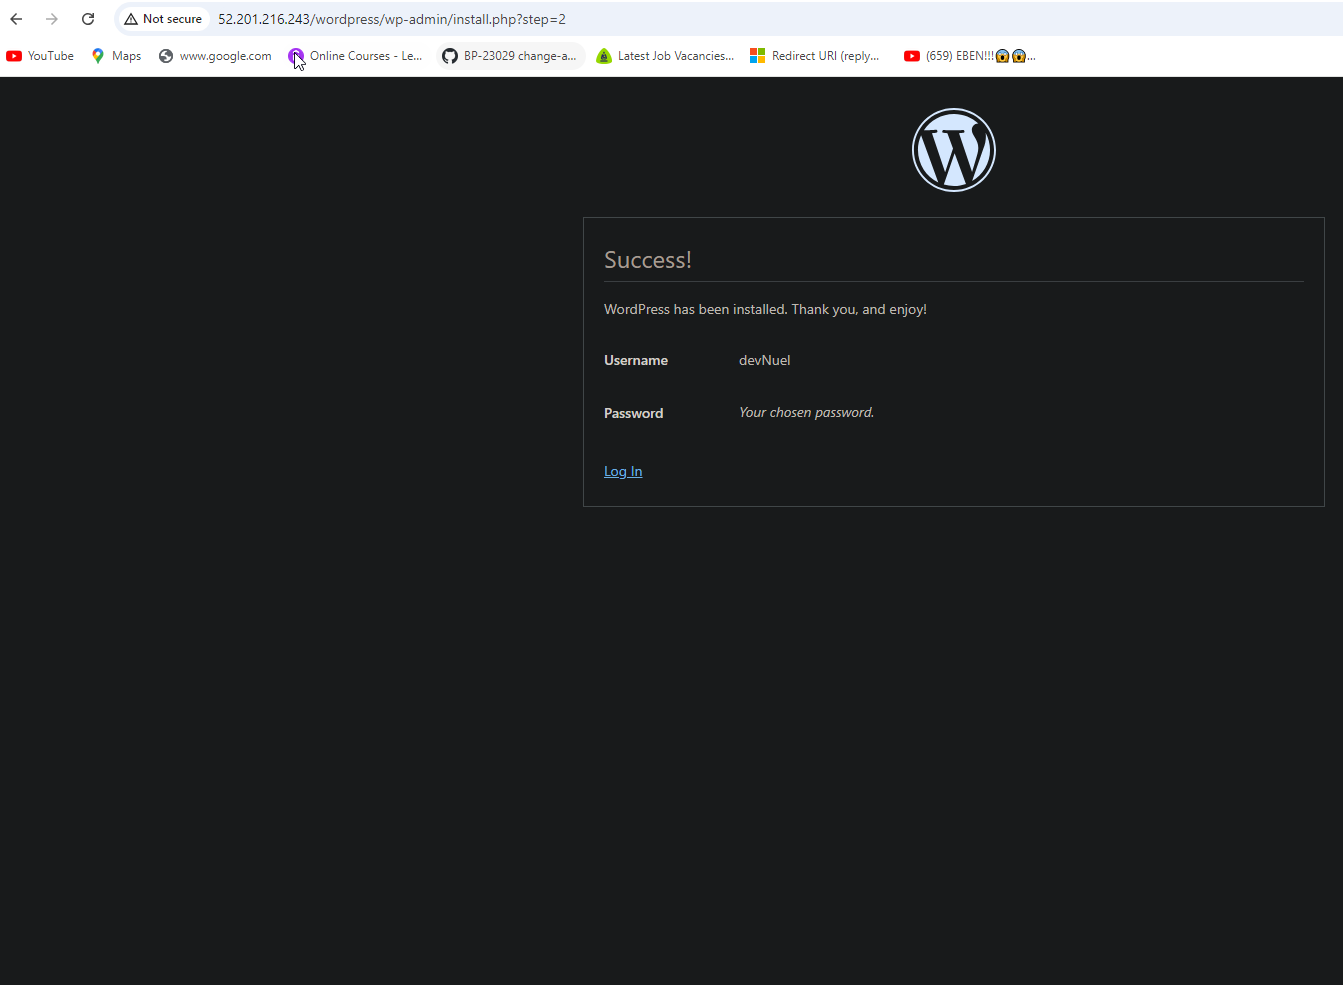 Not secure 52.201.216.243/wordpress/wp-admin/install.php?step=2
YouTube Maps www.google.com Online Courses - Le... BP-23029 change-a... Latest Job Vacancies... Redirect URI (reply... (659) EBEN!!!😱😱...
W
Success!
WordPress has been installed. Thank you, and enjoy!
Username devNuel
Password Your chosen password.
Log In